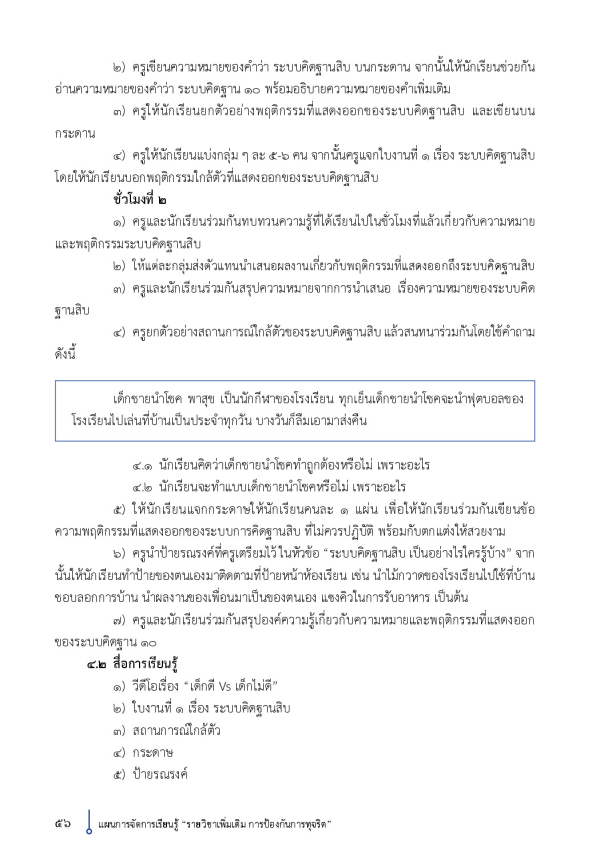 ๒) ครูเขียนความหมายของคำว่า ระบบคิดฐานสิบ บนกระดาน จากนั้นให้นักเรียนช่วยกัน
อ่านความหมายของคำว่า ระบบคิดฐาน ๑๐ พร้อมอธิบายความหมายของคำเพิ่มเติม
๓) ครูให้นักเรียนยกตัวอย่างพฤติกรรมที่แสดงออกของระบบคิดฐานสิบ และเขียนบน
กระดาน
๔) ครูให้นักเรียนแบ่งกลุ่ม ๆ ละ ๕-๖ คน จากนั้นครูแจกใบงานที่ ๑ เรื่อง ระบบคิดฐานสิบ
โดยให้นักเรียนบอกพฤติกรรมใกล้ตัวที่แสดงออกของระบบคิดฐานสิบ
ชั่วโมงที่ ๒
๑) ครูและนักเรียนร่วมกันทบทวนความรู้ที่ได้เรียนไปในชั่วโมงที่แล้วเกี่ยวกับความหมาย
และพฤติกรรมระบบคิดฐานสิบ
๒) ให้แต่ละกลุ่มส่งตัวแทนนำเสนอผลงานเกี่ยวกับพฤติกรรมที่แสดงออกถึงระบบคิดฐานสิบ
๓) ครูและนักเรียนร่วมกันสรุปความหมายจากการนำเสนอ เรื่องความหมายของระบบคิด
ฐานสิบ
๔) ครูยกตัวอย่างสถานการณ์ใกล้ตัวของระบบคิดฐานสิบ แล้วสนทนาร่วมกันโดยใช้คำถาม
ดังนี้
เด็กชายนำโชค พาสุข เป็นนักกีฬาของโรงเรียน ทุกเย็นเด็กชายนำโชคจะนำฟุตบอลของ
โรงเรียนไปเล่นที่บ้านเป็นประจำทุกวัน บางวันก็ลืมเอามาส่งคืน
๔.๑ นักเรียนคิดว่าเด็กชายนำโชคทำถูกต้องหรือไม่ เพราะอะไร
๔.๒ นักเรียนจะทำแบบเด็กชายนำโชคหรือไม่ เพราะอะไร
๕) ให้นักเรียนแจกกระดาษให้นักเรียนคนละ ๑ แผ่น เพื่อให้นักเรียนร่วมกันเขียนข้อ
ความพฤติกรรมที่แสดงออกของระบบการคิดฐานสิบ ที่ไม่ควรปฏิบัติ พร้อมกับตกแต่งให้สวยงาม
๖) ครูนำป้ายรณรงค์ที่ครูเตรียมไว้ ในหัวข้อ “ระบบคิดฐานสิบ เป็นอย่างไรใครรู้บ้าง” จาก
นั้นให้นักเรียนทำป้ายของตนเองมาติดตามที่ป้ายหน้าห้องเรียน เช่น นำไม้กวาดของโรงเรียนไปใช้ที่บ้าน
ชอบลอกการบ้าน นำผลงานของเพื่อนมาเป็นของตนเอง แซงคิวในการรับอาหาร เป็นต้น
๗) ครูและนักเรียนร่วมกันสรุปองค์ความรู้เกี่ยวกับความหมายและพฤติกรรมที่แสดงออก
ของระบบคิดฐาน ๑๐
๔.๒ สื่อการเรียนรู้
๑) วีดีโอเรื่อง “เด็กดี Vs เด็กไม่ดี”
๒) ใบงานที่ ๑ เรื่อง ระบบคิดฐานสิบ
๓) สถานการณ์ใกล้ตัว
๔) กระดาษ
๕) ป้ายรณรงค์
๕๖ แผนการจัดการเรียนรู้ “รายวิชาเพิ่มเติม การป้องกันการทุจริต”